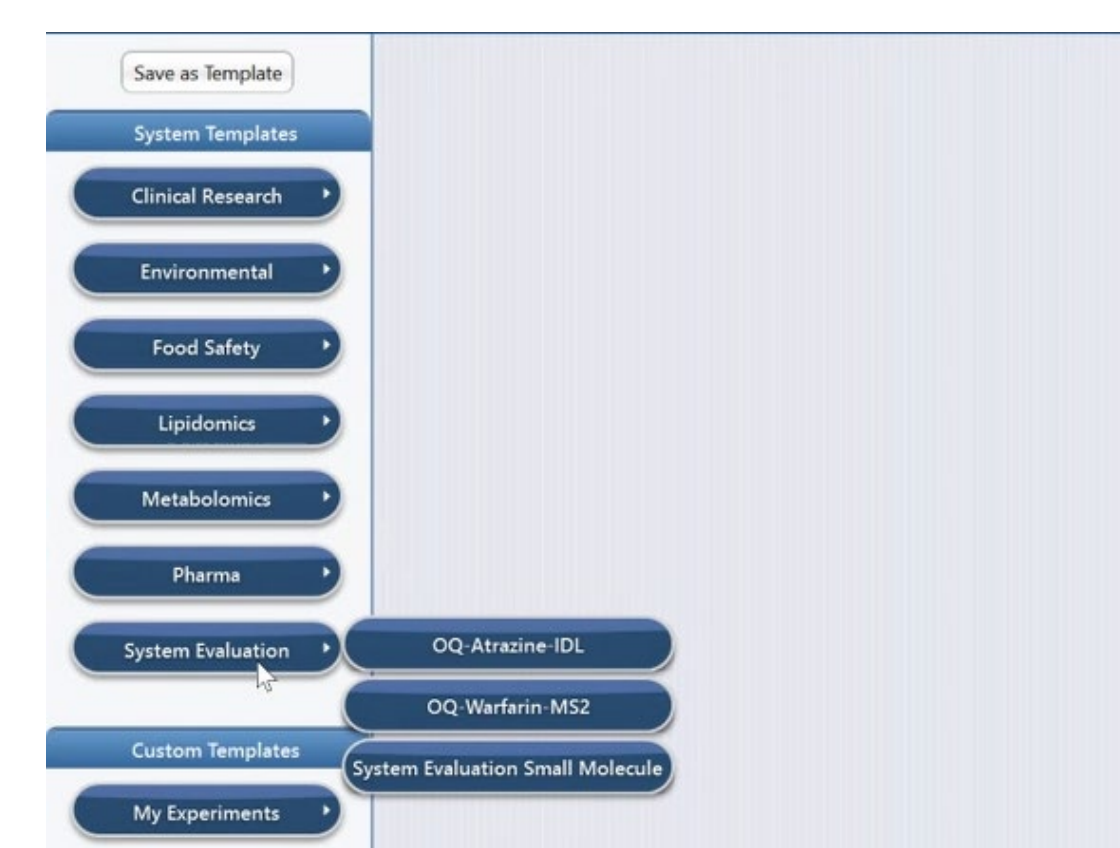 Save as Template
System Templates
Clinical Research
Environmental
Food Safety
Lipidomics
Metabolomics
Pharma
System Evaluation
OQ-Atrazine-IDL
OQ-Warfarin-MS2
System Evaluation Small Molecule
Custom Templates
My Experiments